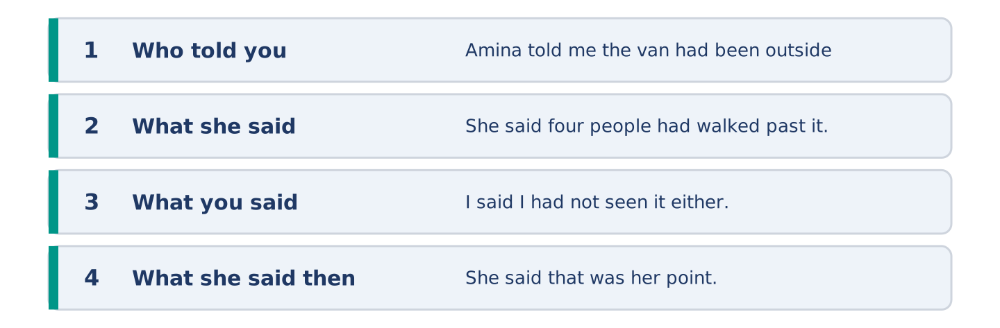 1 Who told you Amina told me the van had been outside
2 What she said She said four people had walked past it.
3 What you said I said I had not seen it either.
4 What she said then She said that was her point.